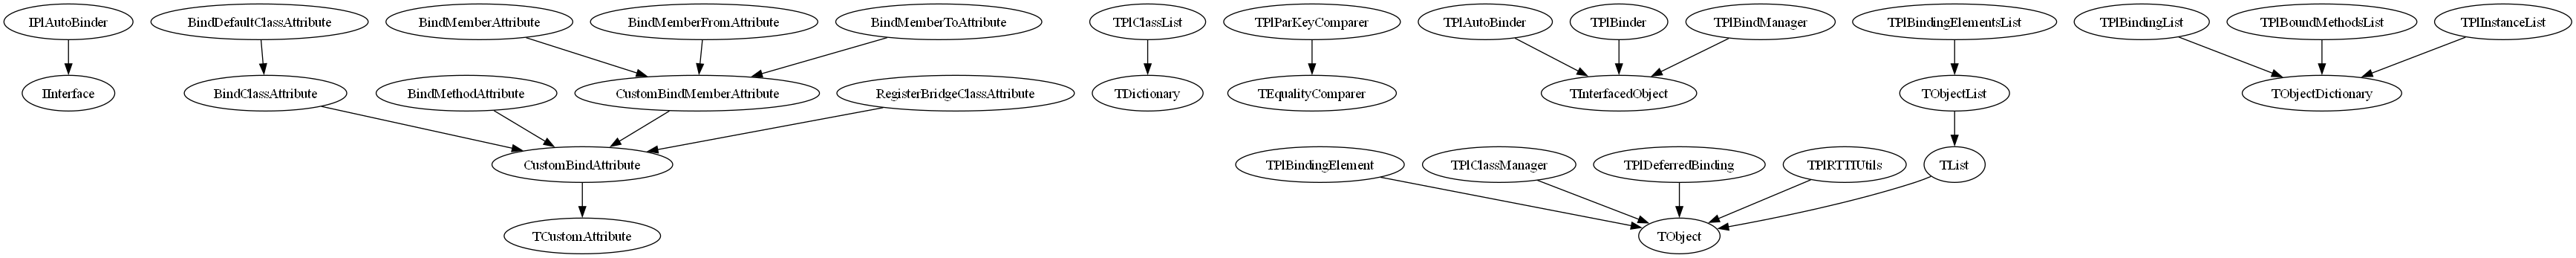 IPlAutoBinder
BindDefaultClassAttribute
BindMemberAttribute
BindMemberFromAttribute
BindMemberToAttribute
TPlClassList
TPlParKeyComparer
TPlAutoBinder
TPlBinder
TPlBindManager
TPlBindingElementsList
TPlBindingList
TPlBoundMethodsList
TPlInstanceList
IInterface
BindClassAttribute
BindMethodAttribute
CustomBindMemberAttribute
RegisterBridgeClassAttribute
TDictionary
TEqualityComparer
TInterfacedObject
TObjectList
TObjectDictionary
CustomBindAttribute
TPlBindingElement
TPlClassManager
TPlDeferredBinding
TPlRTTIUtils
TList
TCustomAttribute
TObject